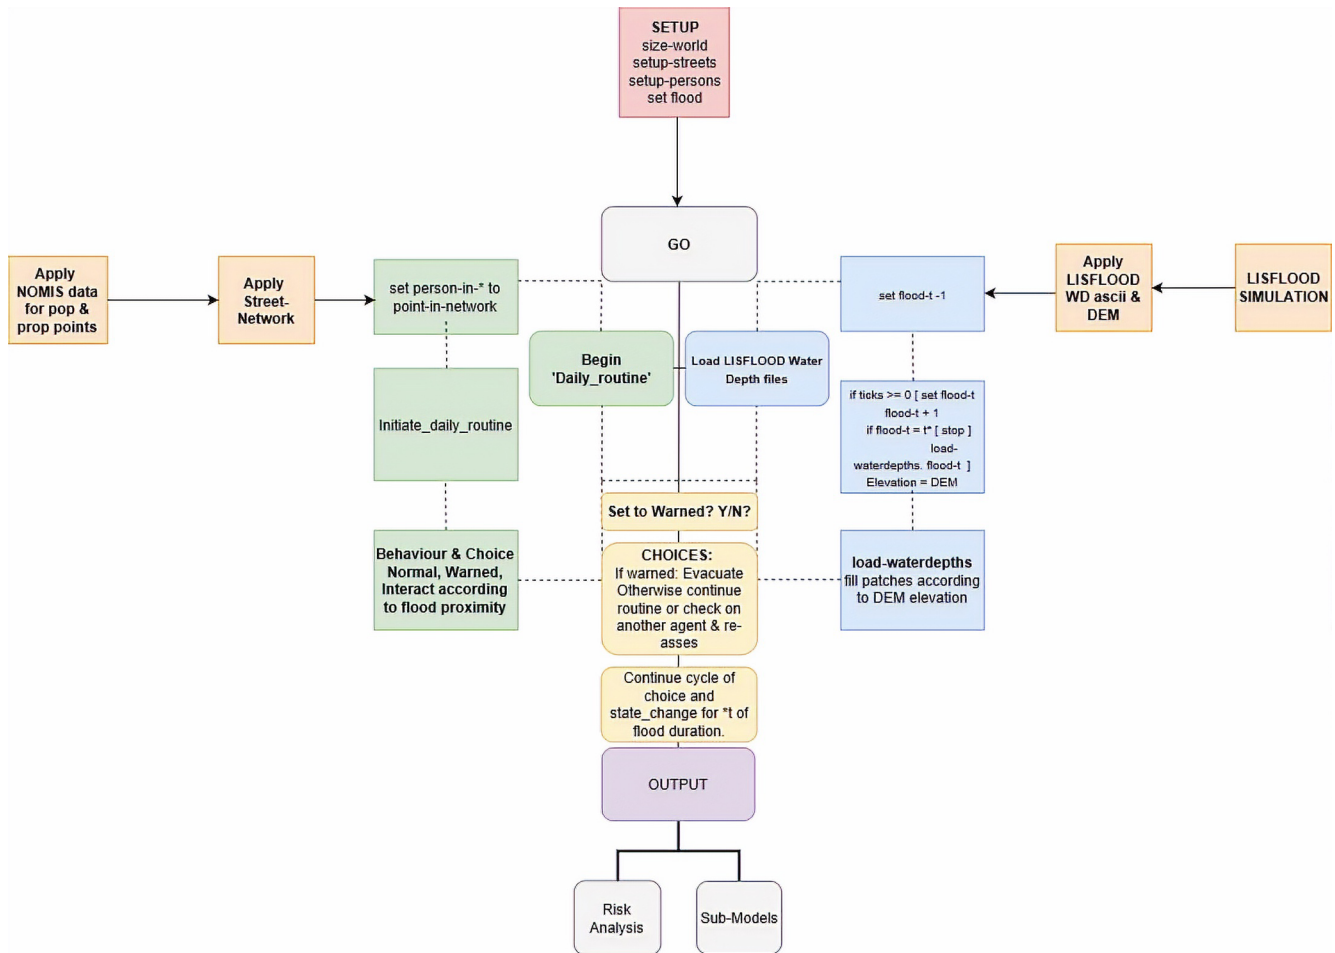 SETUP
size-world
setup-streets
setup-persons
set flood
GO
Apply
NOMIS data
for pop &
prop points
Apply
Street-
Network
set person-in-* to
point-in-network
set flood-t -1
Apply
LISFLOOD
WD ascii &
DEM
LISFLOOD
SIMULATION
Begin
'Daily_routine'
Load LISFLOOD Water
Depth files
Initiate_daily_routine
if ticks >= 0 [ set flood-t
flood-t + 1
if flood-t = t* [ stop ]
load-
waterdepths. flood-t ]
Elevation = DEM
Set to Warned? Y/N?
Behaviour & Choice
Normal, Warned,
Interact according
to flood proximity
CHOICES:
If warned: Evacuate
Otherwise continue
routine or check on
another agent & re-
asses
load-waterdepths
fill patches according
to DEM elevation
Continue cycle of
choice and
state_change for *t of
flood duration.
OUTPUT
Risk
Analysis
Sub-Models